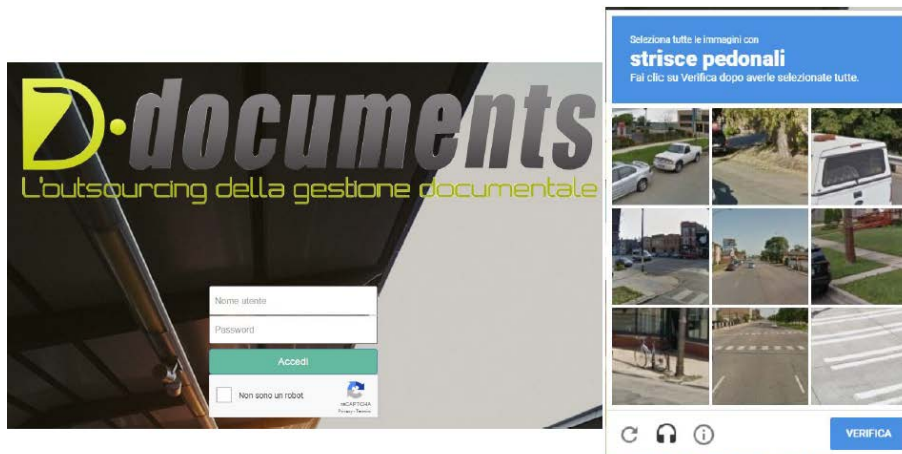 D·documents
L'outsourcing della gestione documentale
Nome utente
Password
Accedi
Non sono un robot
reCAPTCHA
Privacy - Termini
Seleziona tutte le immagini con
strisce pedonali
Fai clic su Verifica dopo averle selezionate tutte.
VERIFICA